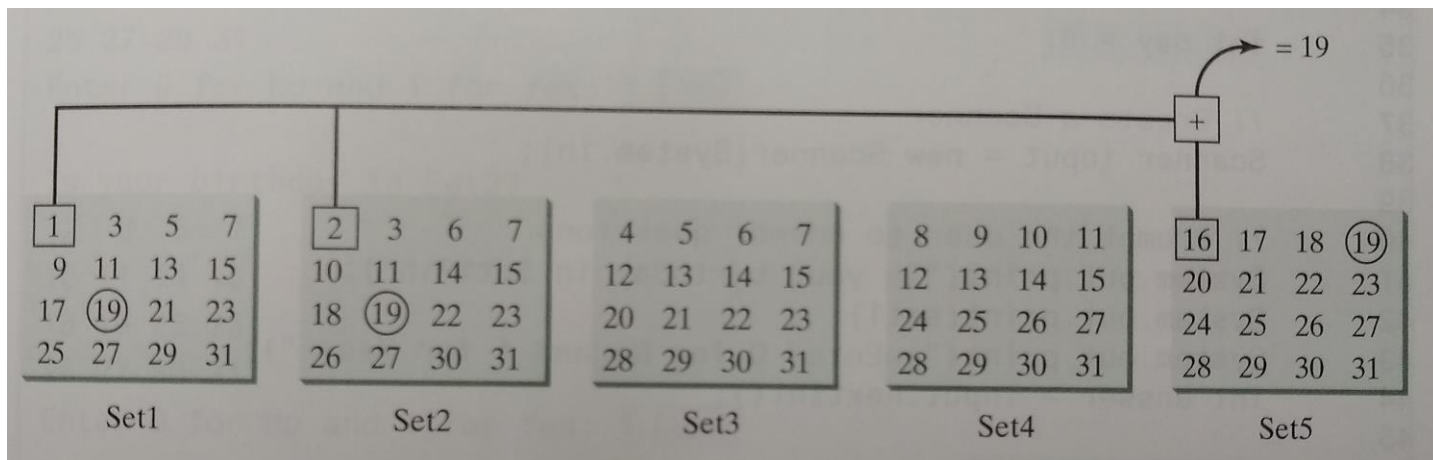 = 19
+
1 3 5 7
9 11 13 15
17 19 21 23
25 27 29 31
Set1
2 3 6 7
10 11 14 15
18 19 22 23
26 27 30 31
Set2
4 5 6 7
12 13 14 15
20 21 22 23
28 29 30 31
Set3
8 9 10 11
12 13 14 15
24 25 26 27
28 29 30 31
Set4
16 17 18 19
20 21 22 23
24 25 26 27
28 29 30 31
Set5